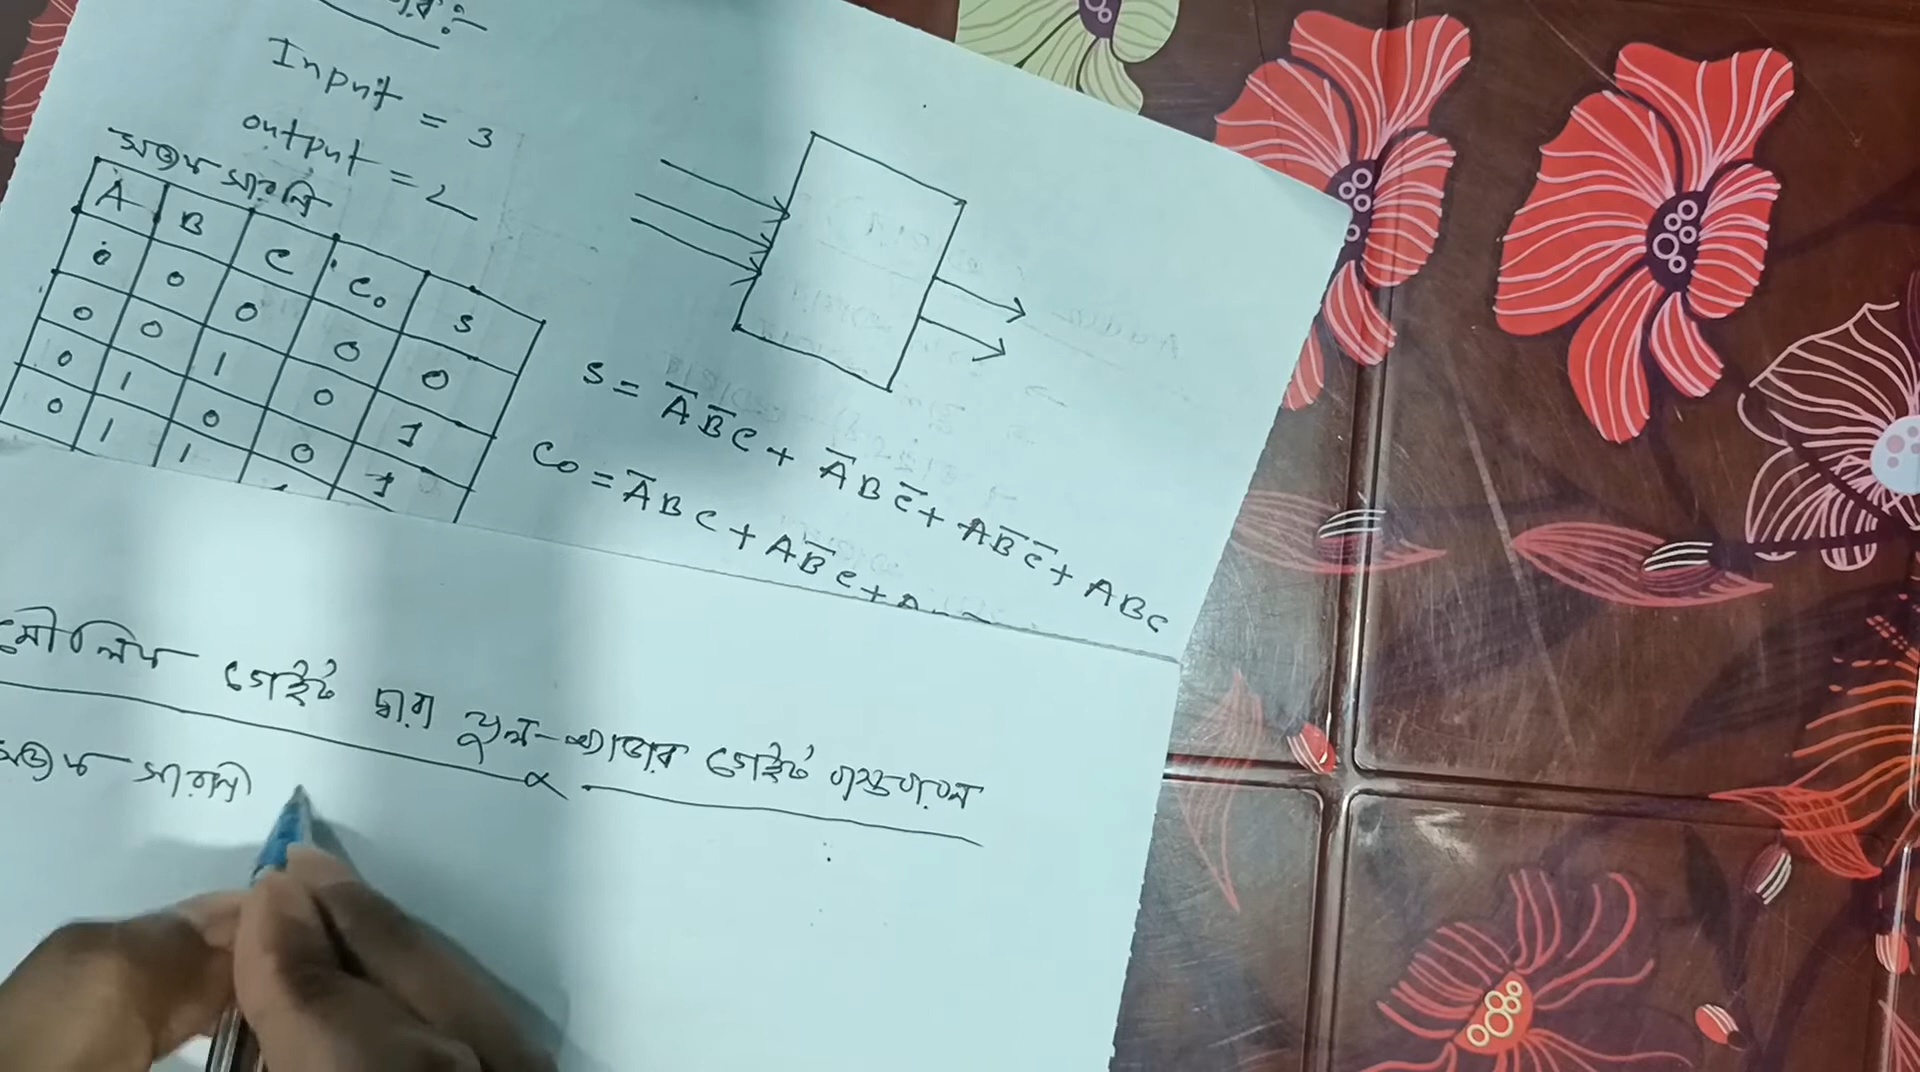 Input = 3
output = 2
সত্যক সারণি
A B C C₀ S
0 0 0 0 0
0 0 1 0 1
0 1 0 0 1
0 1 1
S = A̅B̅C + A̅BC̅ + AB̅C̅ + ABC
C₀ = A̅BC + AB̅C +
মৌলিক গেইট দ্বারা ফুল-অ্যাডার গেইট বাস্তবায়ন
সত্যক সারণী